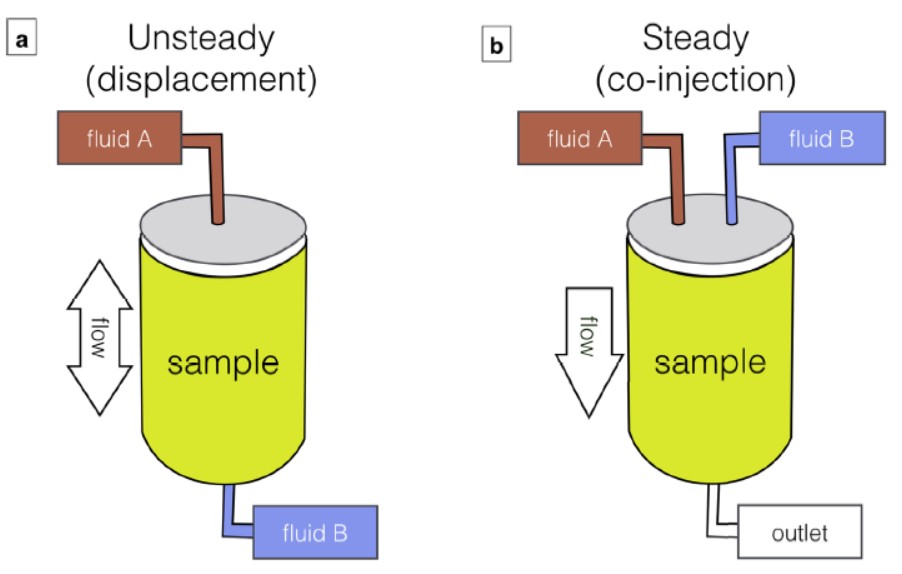 a
Unsteady
(displacement)
fluid A
flow
sample
fluid B
b
Steady
(co-injection)
fluid A
fluid B
flow
sample
outlet